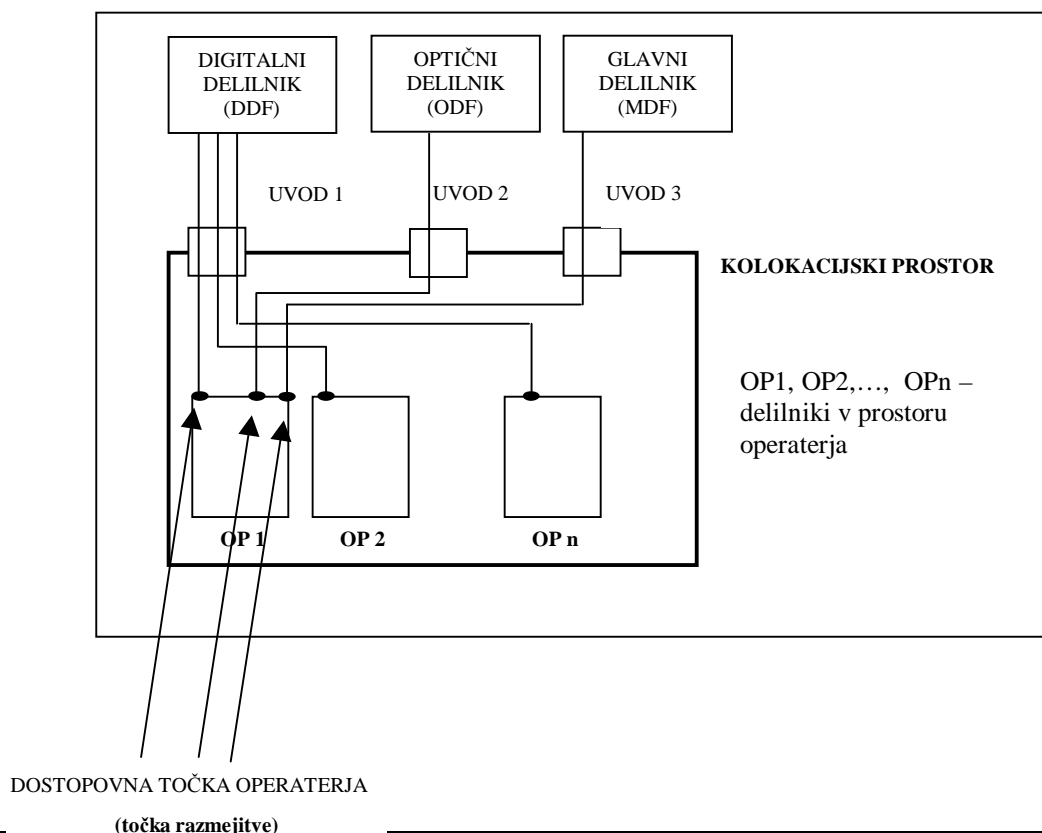 DIGITALNI
DELILNIK
(DDF)
OPTIČNI
DELILNIK
(ODF)
GLAVNI
DELILNIK
(MDF)
UVOD 1
UVOD 2
UVOD 3
KOLOKACIJSKI PROSTOR
OP1, OP2,…, OPn –
delilniki v prostoru
operaterja
OP 1
OP 2
OP n
DOSTOPOVNA TOČKA OPERATERJA
(točka razmejitve)